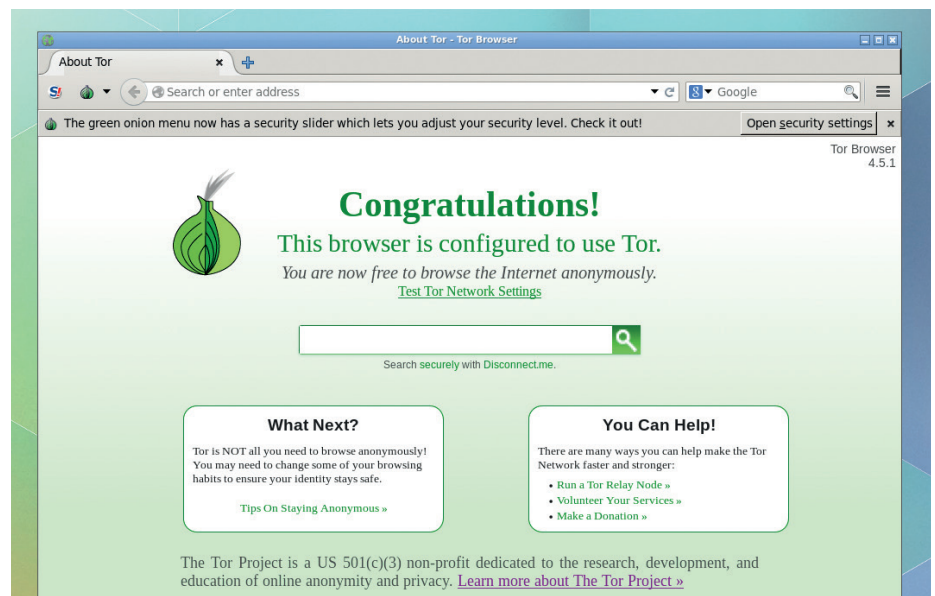 About Tor - Tor Browser
About Tor
Search or enter address
Google
The green onion menu now has a security slider which lets you adjust your security level. Check it out!
Open security settings
Tor Browser
4.5.1
Congratulations!
This browser is configured to use Tor.
You are now free to browse the Internet anonymously.
Test Tor Network Settings
Search securely with Disconnect.me.
What Next?
Tor is NOT all you need to browse anonymously!
You may need to change some of your browsing
habits to ensure your identity stays safe.
Tips On Staying Anonymous »
You Can Help!
There are many ways you can help make the Tor
Network faster and stronger:
• Run a Tor Relay Node »
• Volunteer Your Services »
• Make a Donation »
The Tor Project is a US 501(c)(3) non-profit dedicated to the research, development, and
education of online anonymity and privacy. Learn more about The Tor Project »